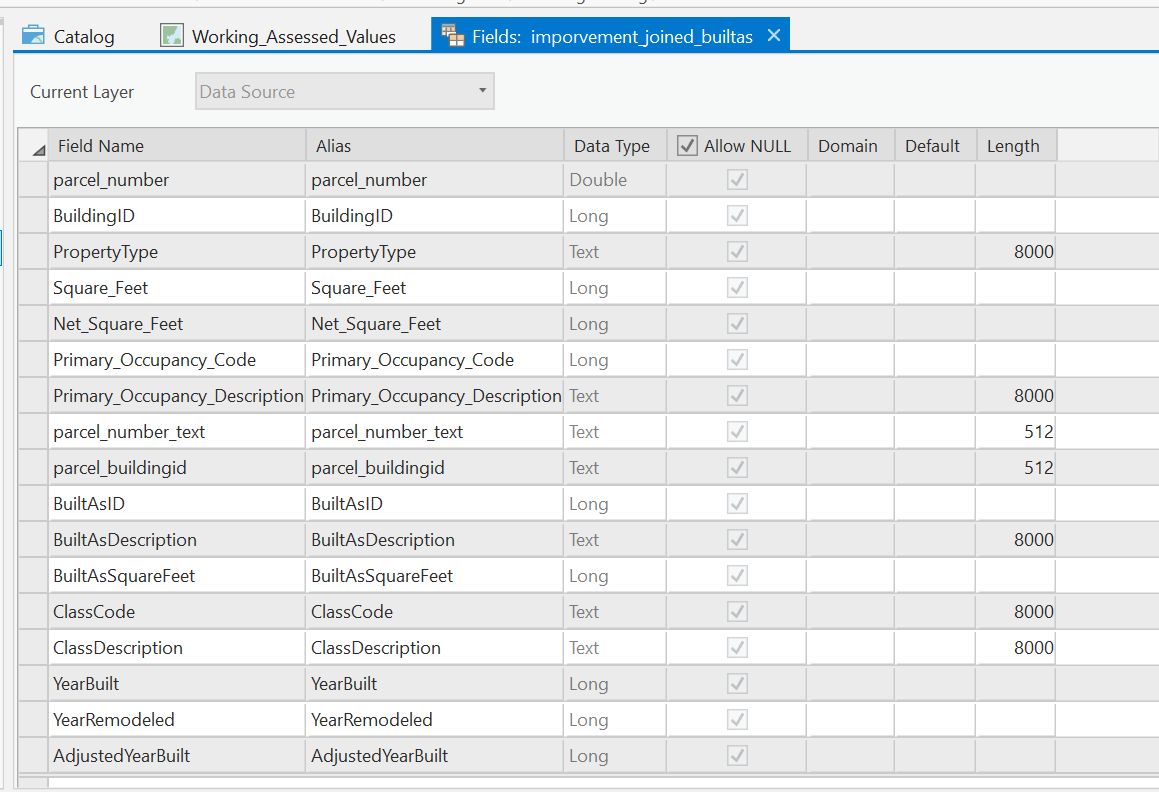 Catalog Working_Assessed_Values Fields: imporvement_joined_builtas
Current Layer Data Source
Field Name Alias Data Type Allow NULL Domain Default Length
parcel_number parcel_number Double
BuildingID BuildingID Long
PropertyType PropertyType Text 8000
Square_Feet Square_Feet Long
Net_Square_Feet Net_Square_Feet Long
Primary_Occupancy_Code Primary_Occupancy_Code Long
Primary_Occupancy_Description Primary_Occupancy_Description Text 8000
parcel_number_text parcel_number_text Text 512
parcel_buildingid parcel_buildingid Text 512
BuiltAsID BuiltAsID Long
BuiltAsDescription BuiltAsDescription Text 8000
BuiltAsSquareFeet BuiltAsSquareFeet Long
ClassCode ClassCode Text 8000
ClassDescription ClassDescription Text 8000
YearBuilt YearBuilt Long
YearRemodeled YearRemodeled Long
AdjustedYearBuilt AdjustedYearBuilt Long